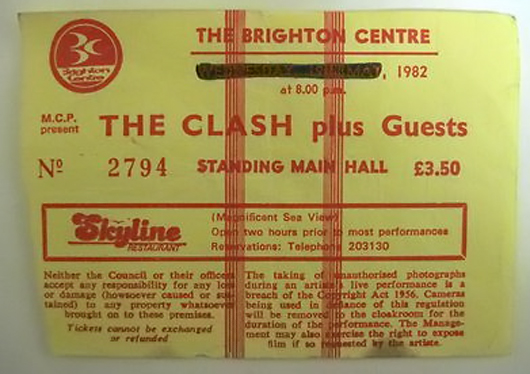 Brighton
Centre
THE BRIGHTON CENTRE
, 1982
at 8.00 p.m.
M.C.P.
present
THE CLASH plus Guests
Nº 2794 STANDING MAIN HALL £3.50
Skyline
RESTAURANT
(Magnificent Sea View)
Open two hours prior to most performances
Reservations: Telephone 203130
Neither the Council or their officers
accept any responsibility for any loss
or damage (howsoever caused or sus-
tained) to any property whatsoever
brought on to these premises.
Tickets cannot be exchanged
or refunded
The taking of unauthorised photographs
during an artiste's live performance is a
breach of the Copyright Act 1956. Cameras
being used in defiance of this regulation
will be removed to the cloakroom for the
duration of the performance. The Manage-
ment may also exercise the right to expose
film if so requested by the artiste.